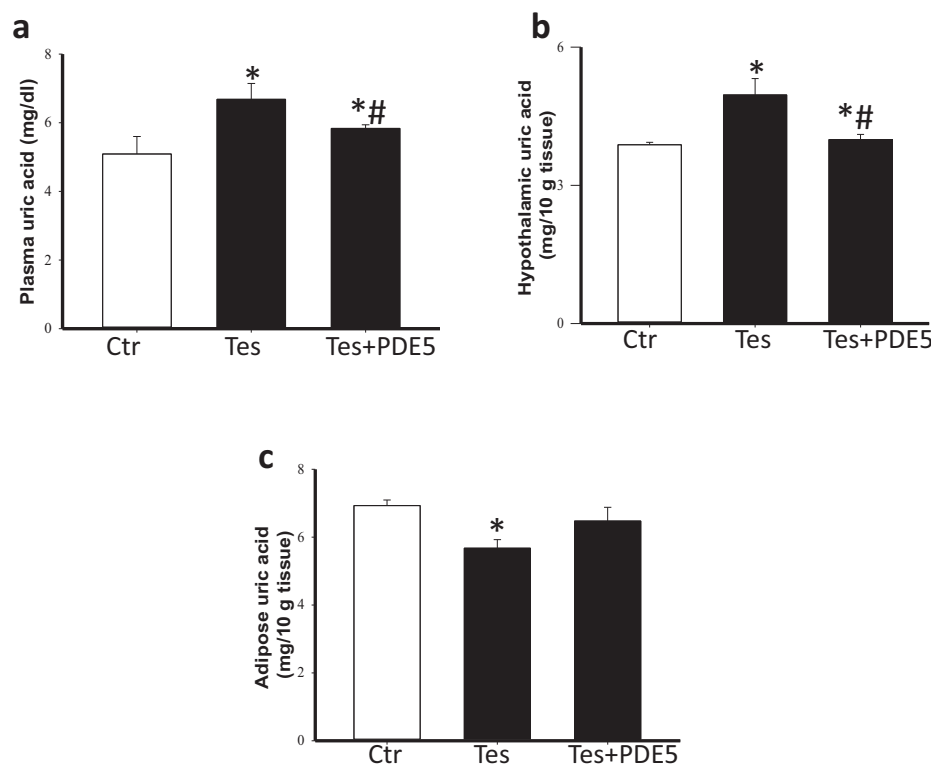 a
Plasma uric acid (mg/dl)
8
6
4
2
0
*
*#
Ctr
Tes
Tes+PDE5
b
Hypothalamic uric acid
(mg/10 g tissue)
6
3
0
*
*#
Ctr
Tes
Tes+PDE5
c
Adipose uric acid
(mg/10 g tissue)
8
6
4
2
0
*
Ctr
Tes
Tes+PDE5